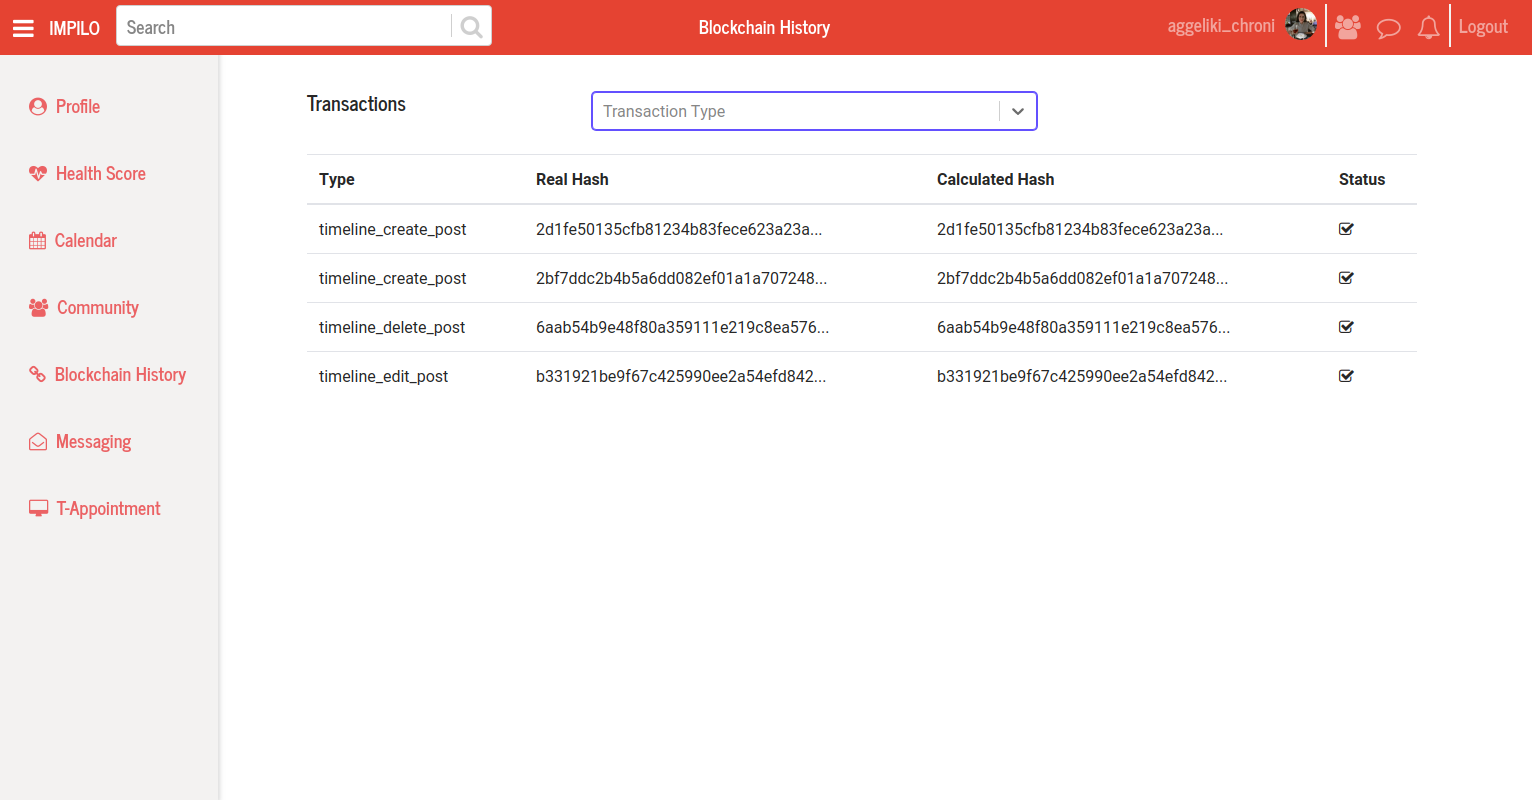 IMPILO
Search
Blockchain History
aggeliki_chroni
Logout
Profile
Health Score
Calendar
Community
Blockchain History
Messaging
T-Appointment
Transactions
Transaction Type
Type Real Hash Calculated Hash Status
timeline_create_post 2d1fe50135cfb81234b83fece623a23a... 2d1fe50135cfb81234b83fece623a23a...
timeline_create_post 2bf7ddc2b4b5a6dd082ef01a1a707248... 2bf7ddc2b4b5a6dd082ef01a1a707248...
timeline_delete_post 6aab54b9e48f80a359111e219c8ea576... 6aab54b9e48f80a359111e219c8ea576...
timeline_edit_post b331921be9f67c425990ee2a54efd842... b331921be9f67c425990ee2a54efd842...